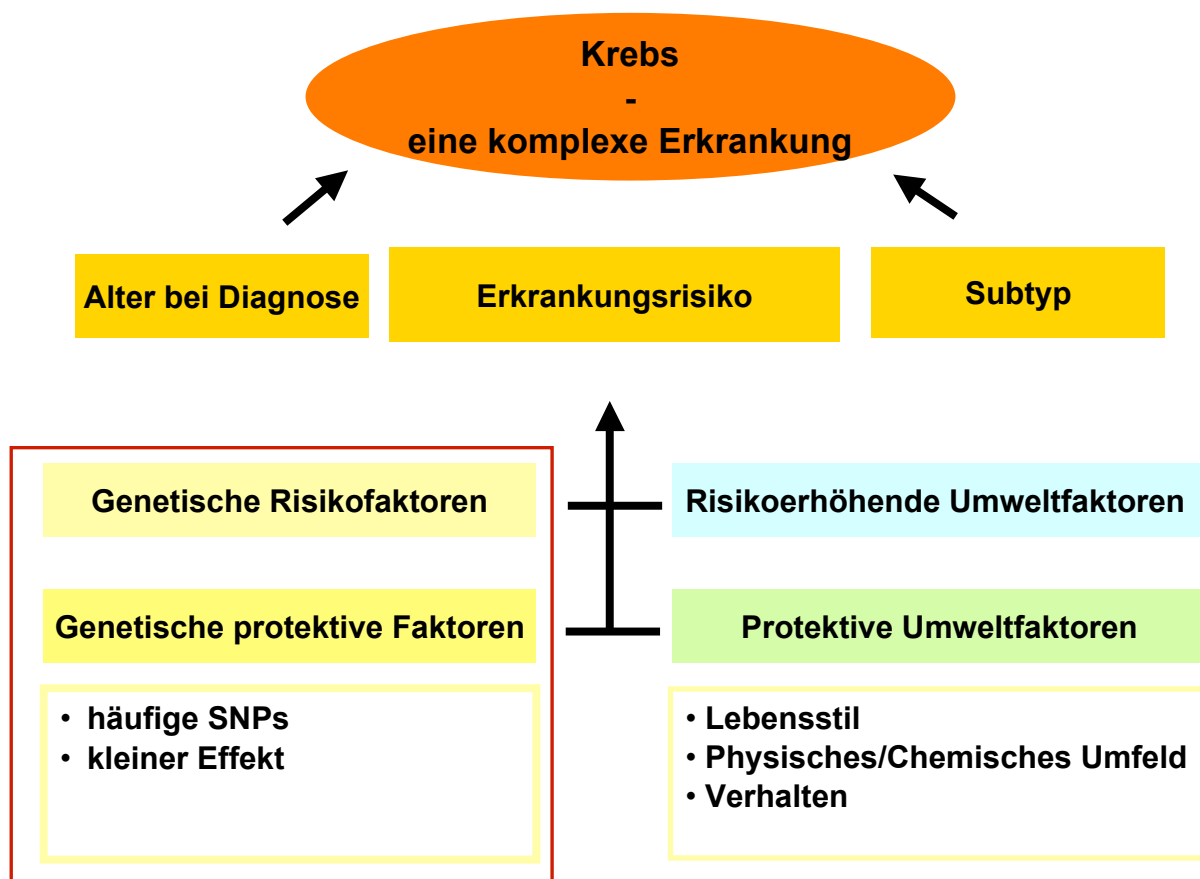 Krebs
-
eine komplexe Erkrankung
Alter bei Diagnose
Erkrankungsrisiko
Subtyp
Genetische Risikofaktoren
Risikoerhöhende Umweltfaktoren
Genetische protektive Faktoren
Protektive Umweltfaktoren
• häufige SNPs
• kleiner Effekt
• Lebensstil
• Physisches/Chemisches Umfeld
• Verhalten